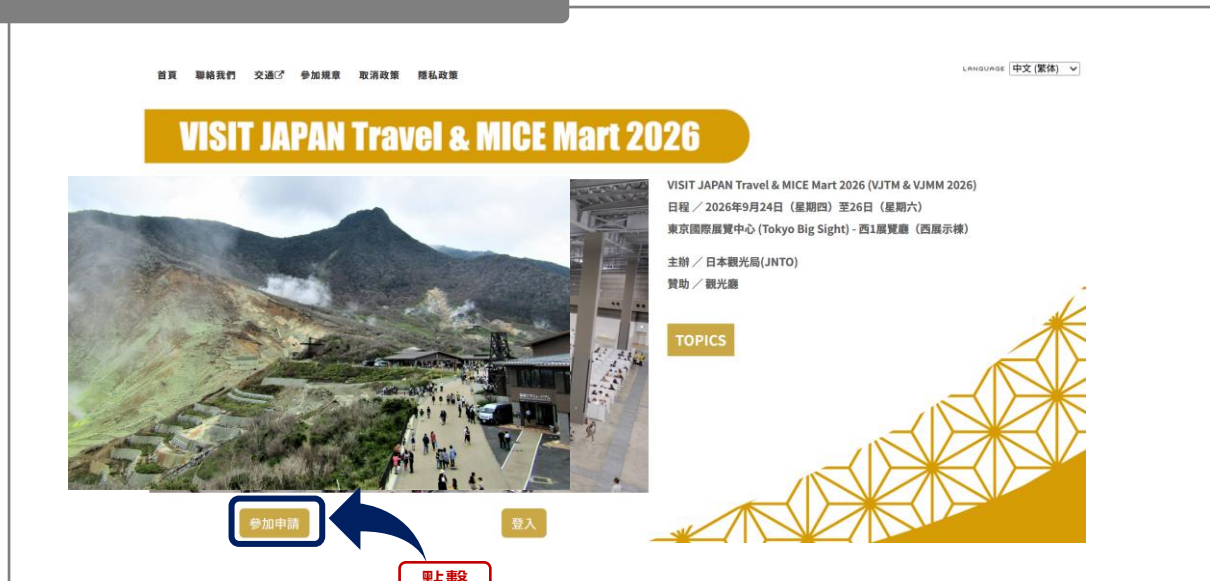 首頁 聯絡我們 交通 參加規章 取消政策 隱私政策
LANGUAGE 中文 (繁体)
VISIT JAPAN Travel & MICE Mart 2026
VISIT JAPAN Travel & MICE Mart 2026 (VJTM & VJMM 2026)
日程 ／ 2026年9月24日（星期四）至26日（星期六）
東京國際展覽中心 (Tokyo Big Sight) - 西1展覽廳（西展示棟）
主辦 ／ 日本觀光局(JNTO)
贊助 ／ 觀光廳
TOPICS
參加申請
登入
點擊